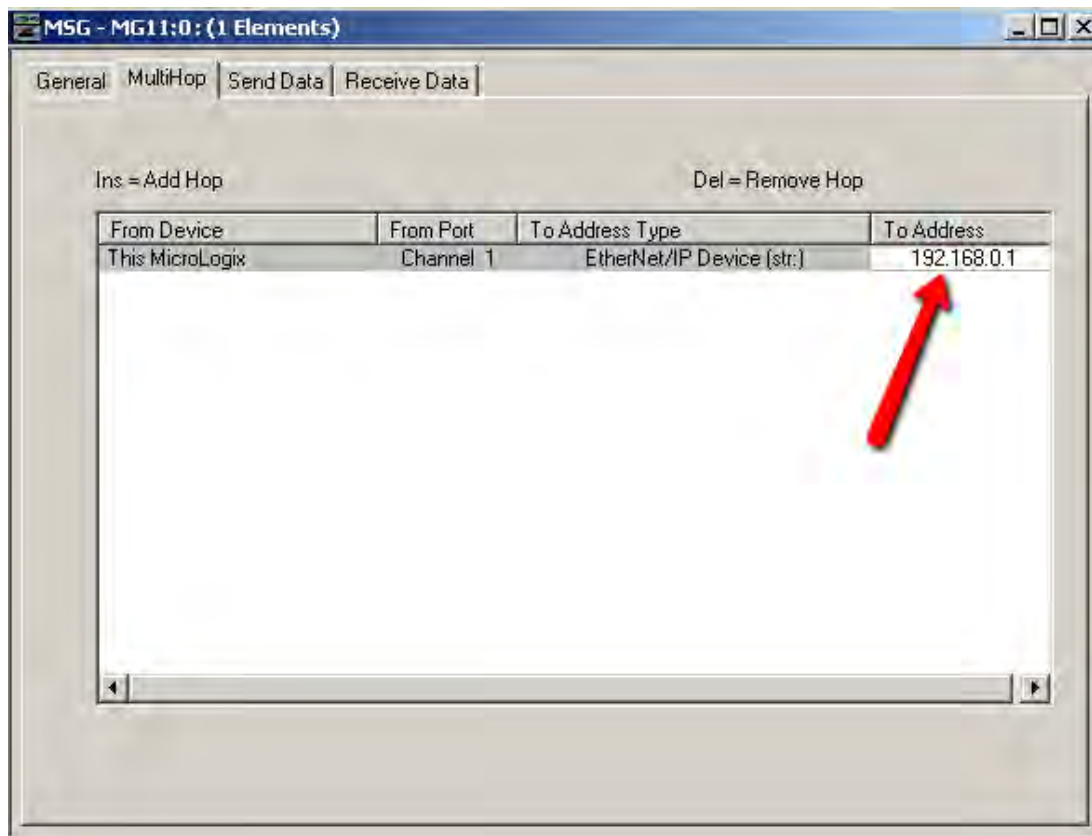 MSG - MG11:0 : (1 Elements)
General MultiHop Send Data Receive Data
Ins = Add Hop Del = Remove Hop
From Device From Port To Address Type To Address
This MicroLogix Channel 1 EtherNet/IP Device (str:) 192.168.0.1